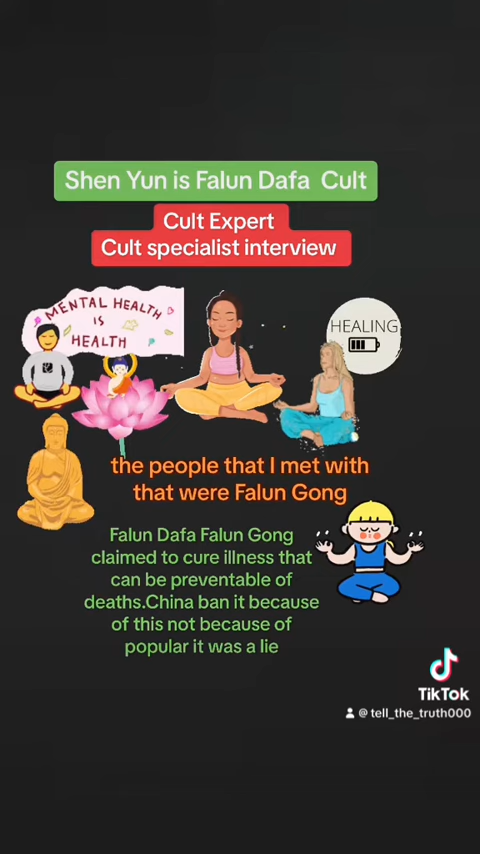 Shen Yun is Falun Dafa Cult
Cult Expert
Cult specialist interview
MENTAL HEALTH
IS
HEALTH
HEALING
the people that I met with
that were Falun Gong
Falun Dafa Falun Gong
claimed to cure illness that
can be preventable of
deaths.China ban it because
of this not because of
popular it was a lie
TikTok
@ tell_the_truth000